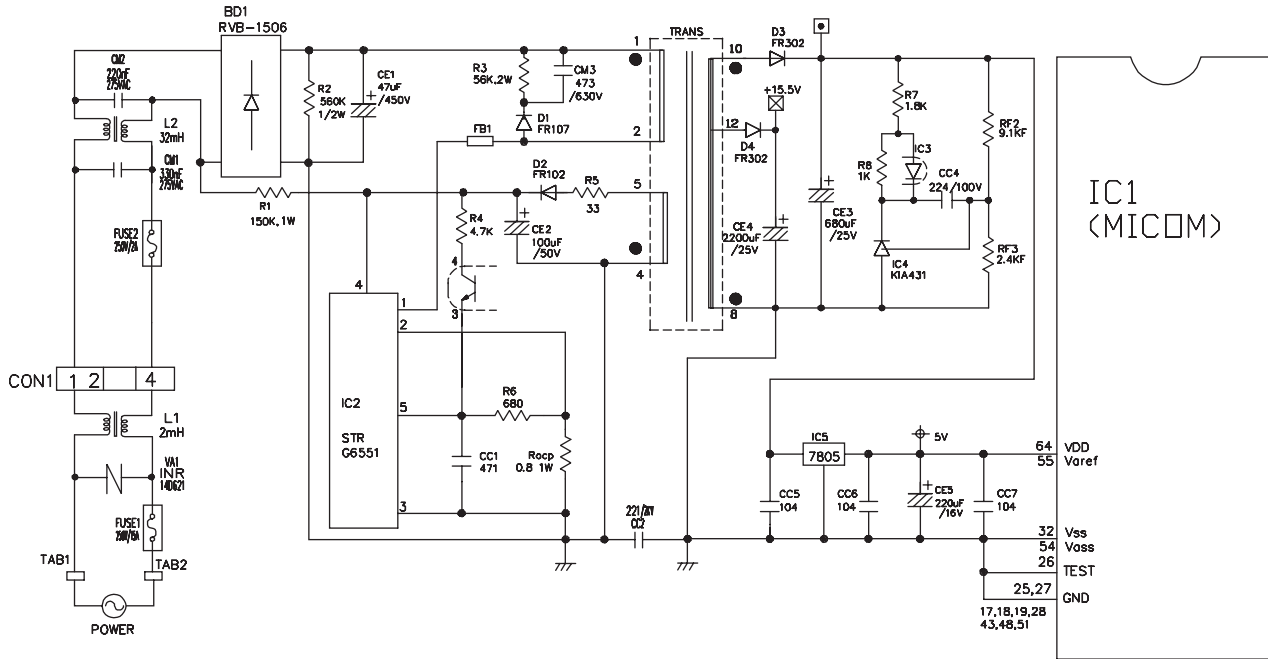 BD1
RVB-1506
CM2
220nF
275VAC
L2
32mH
CM1
330nF
275VAC
FUSE2
250V/2A
CON1
1 2 4
L1
2mH
VA1
INR
14D621
FUSE1
TAB1
TAB2
POWER
R2
560K
1/2W
CE1
47uF
/450V
+
R3
56K,2W
CM3
473
/630V
D1
FR107
FB1
R1
150K,1W
D2
FR102
R5
33
R4
4.7K
+
CE2
100uF
/50V
4
3
4
1
2
5
3
IC2
STR
G6551
R6
680
CC1
471
Rocp
0.8 1W
CC2
TRANS
1
2
5
4
10
12
8
D3
FR302
+15.5V
D4
FR302
+
CE4
2200uF
/25V
+
CE3
680uF
/25V
R7
1.8K
R8
1K
IC3
CC4
224/100V
RF2
9.1KF
IC4
KIA431
RF3
2.4KF
IC5
7805
5V
CC5
104
CC6
104
+
CE5
220uF
/16V
CC7
104
IC1
(MICOM)
64 VDD
55 Varef
32 Vss
54 Vass
26 TEST
25,27 GND
17,18,19,28
43,48,51